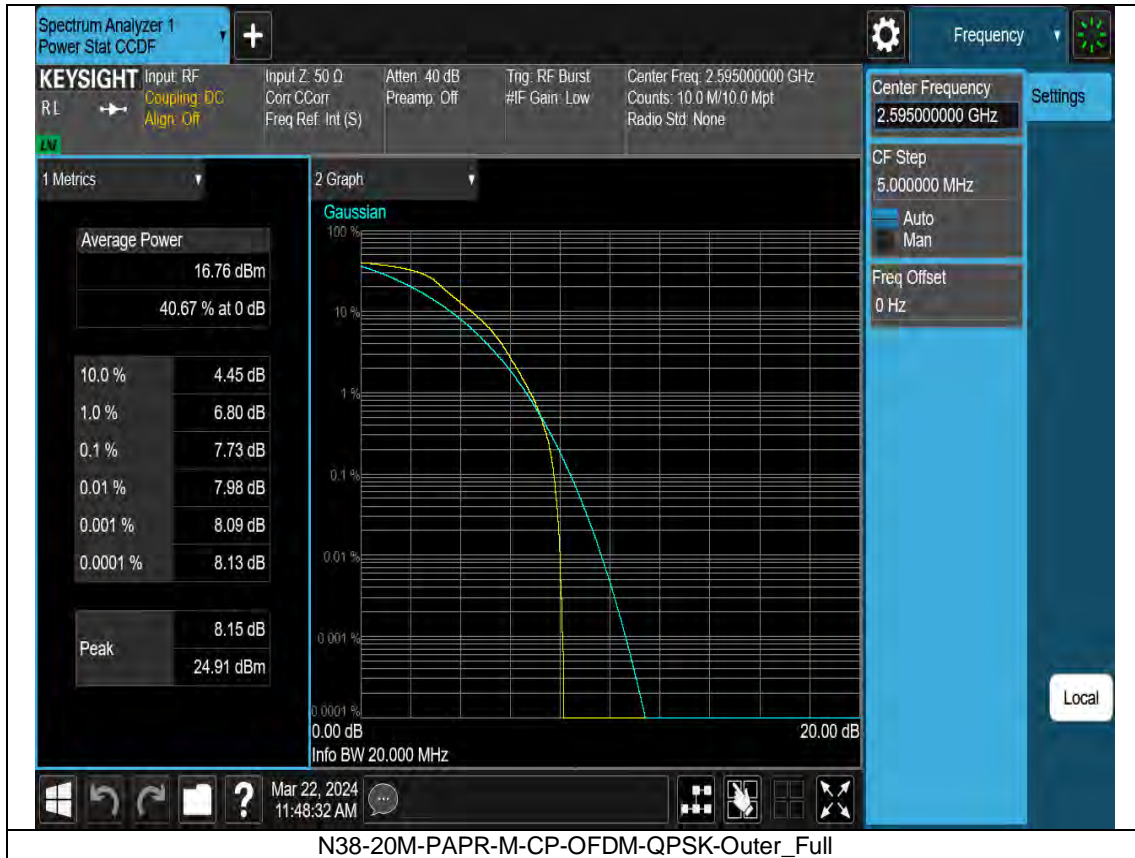 Spectrum Analyzer 1
Power Stat CCDF
Frequency
KEYSIGHT
R L
Input: RF
Coupling: DC
Align: Off
Input Z: 50 Ω
Corr CCorr
Freq Ref: Int (S)
Atten: 40 dB
Preamp: Off
Trig: RF Burst
#IF Gain: Low
Center Freq: 2.595000000 GHz
Counts: 10.0 M/10.0 Mpt
Radio Std: None
Center Frequency
2.595000000 GHz
Settings
CF Step
5.000000 MHz
Auto
Man
Freq Offset
0 Hz
Local
1 Metrics
Average Power
16.76 dBm
40.67 % at 0 dB
10.0 % 4.45 dB
1.0 % 6.80 dB
0.1 % 7.73 dB
0.01 % 7.98 dB
0.001 % 8.09 dB
0.0001 % 8.13 dB
Peak
8.15 dB
24.91 dBm
2 Graph
Gaussian
100 %
10 %
1 %
0.1 %
0.01 %
0.001 %
0.0001 %
0.00 dB 20.00 dB
Info BW 20.000 MHz
?
Mar 22, 2024
11:48:32 AM
N38-20M-PAPR-M-CP-OFDM-QPSK-Outer_Full